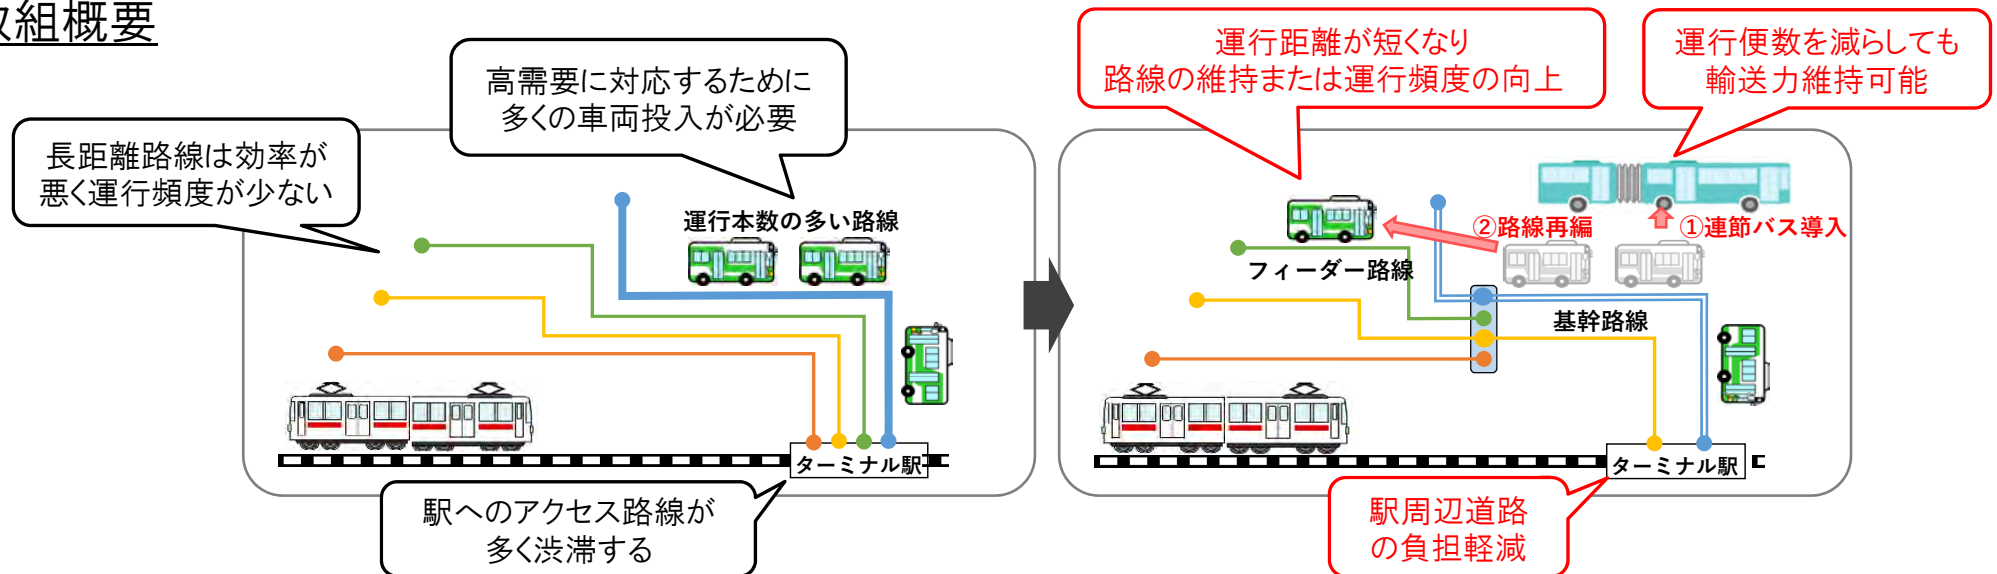 取組概要
高需要に対応するために
多くの車両投入が必要
長距離路線は効率が
悪く運行頻度が少ない
運行本数の多い路線
ターミナル駅
駅へのアクセス路線が
多く渋滞する
運行距離が短くなり
路線の維持または運行頻度の向上
運行便数を減らしても
輸送力維持可能
②路線再編
①連節バス導入
フィーダー路線
基幹路線
ターミナル駅
駅周辺道路
の負担軽減